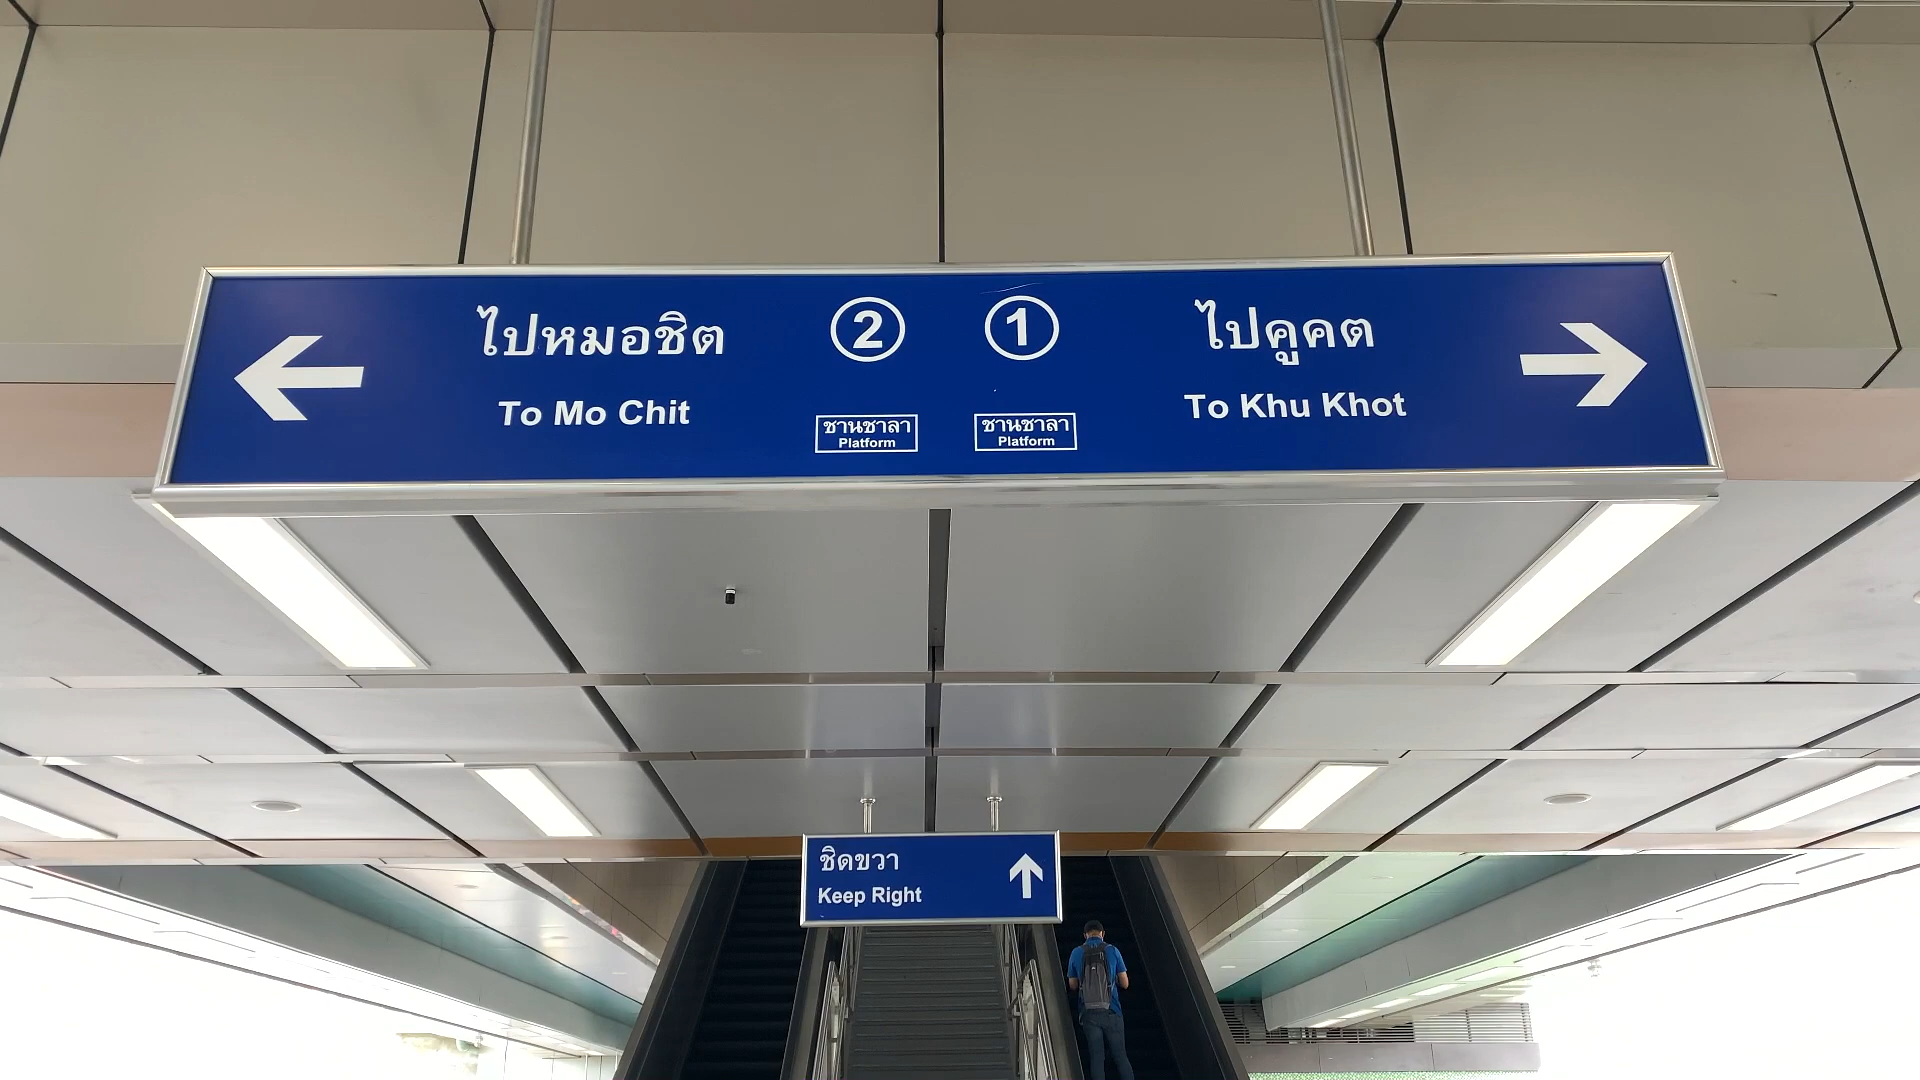 ไปหมอชิต
To Mo Chit
2
ชานชาลา
Platform
1
ชานชาลา
Platform
ไปคูคต
To Khu Khot
ชิดขวา
Keep Right